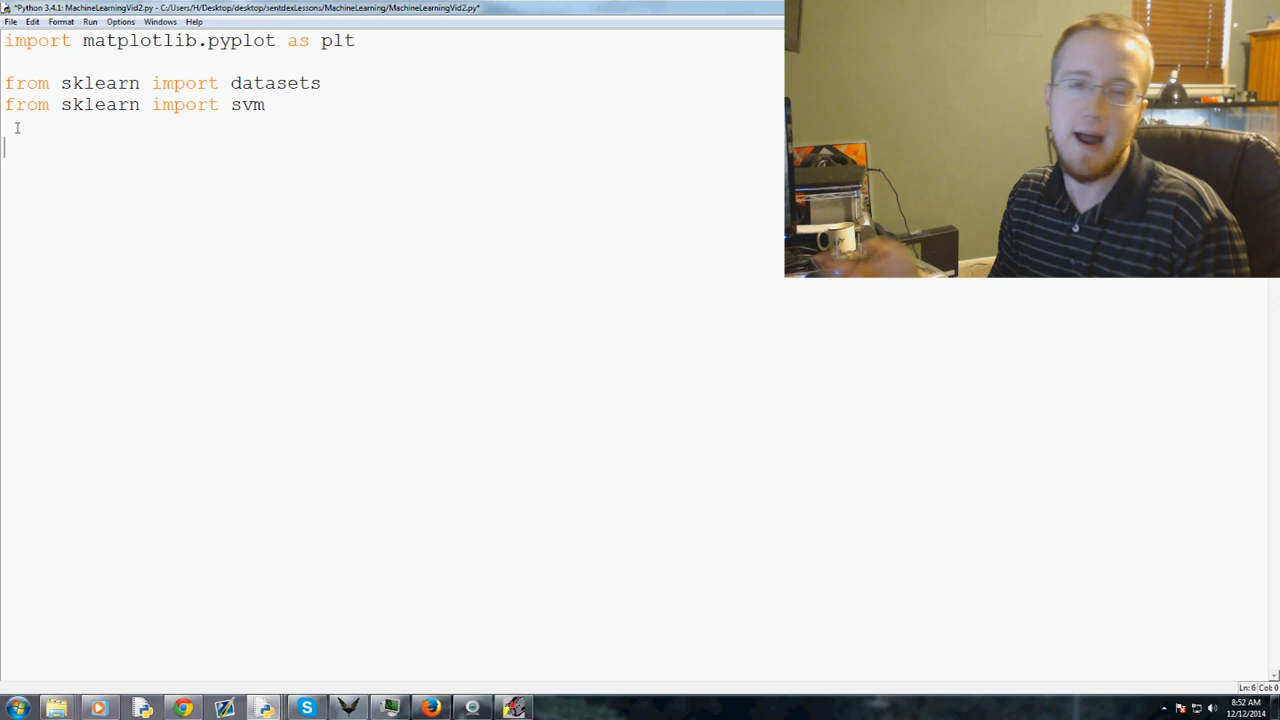 *Python 3.4.1: MachineLearningVid2.py - C:/Users/H/Desktop/desktop/sentdexLessons/MachineLearning/MachineLearningVid2.py*
File Edit Format Run Options Windows Help
import matplotlib.pyplot as plt
from sklearn import datasets
from sklearn import svm
Ln: 6 Col: 0
8:52 AM
12/12/2014